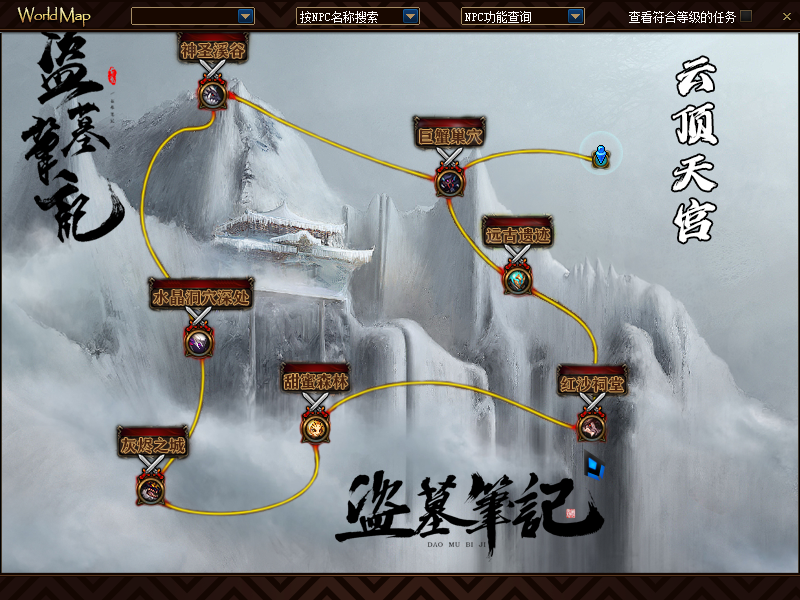 WorldMap
按NPC名称搜索
NPC功能查询
查看符合等级的任务
盗墓筆記
云顶天宫
神圣溪谷
巨蟹巢穴
远古遗迹
水晶洞穴深处
甜蜜森林
红沙祠堂
灰烬之城
盗墓筆記
DAO MU BI JI